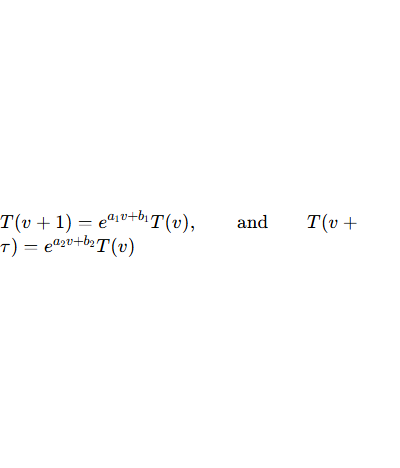 T(v + 1) = e^{a_1 v+b_1} T(v),    and    T(v +
τ) = e^{a_2 v+b_2} T(v)